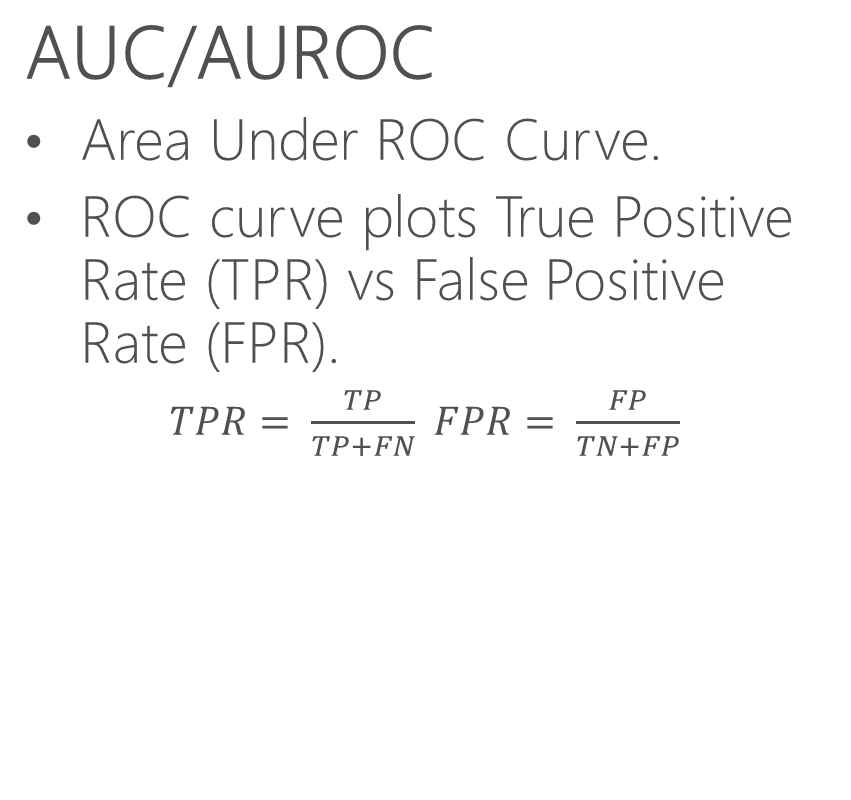 AUC/AUROC
• Area Under ROC Curve.
• ROC curve plots True Positive
Rate (TPR) vs False Positive
Rate (FPR).
TPR = TP/TP+FN FPR = FP/TN+FP